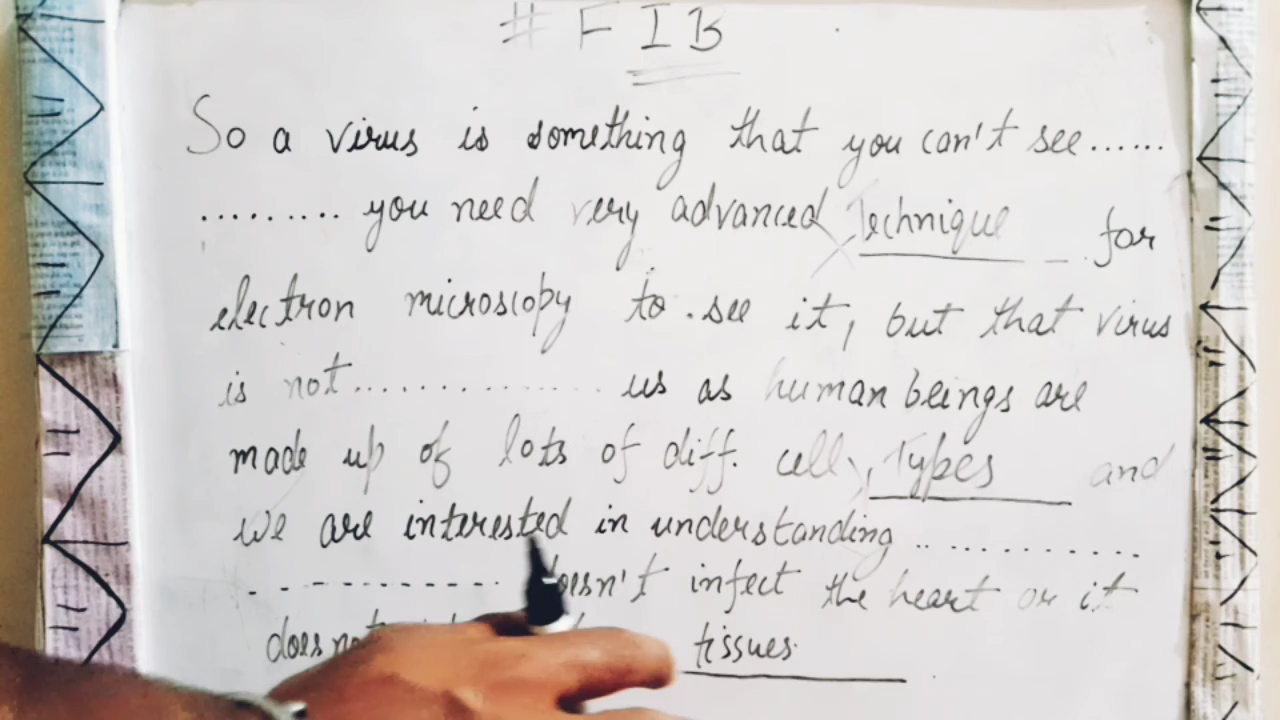 # FIB
So a virus is something that you can't see......
......... you need very advanced Technique for
electron microscopy to see it, but that virus
is not............... us as human beings are
made up of lots of diff. cell, Types and
we are interested in understanding ..............
.................. doesn't infect the heart or it
does not tissues.